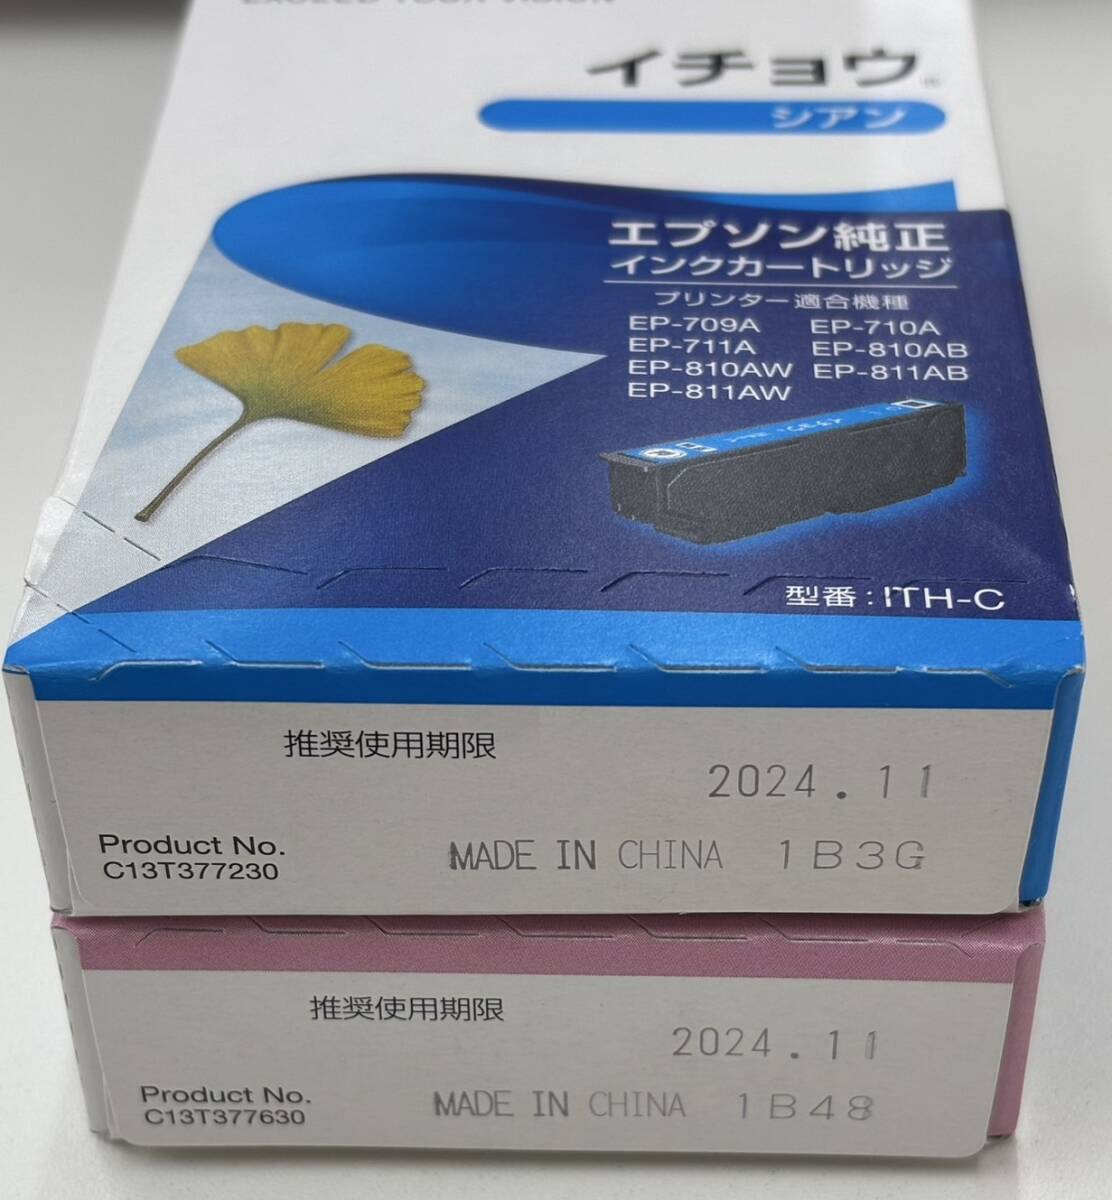 EXCEED YOUR VISION
イチョウ
シアン
エプソン純正
インクカートリッジ
プリンター適合機種
EP-709A EP-710A
EP-711A EP-810AB
EP-810AW EP-811AB
EP-811AW
型番：ITH-C
推奨使用期限
2024.11
Product No.
C13T377230
MADE IN CHINA 1B3G
推奨使用期限
2024.11
Product No.
C13T377630
MADE IN CHINA 1B48